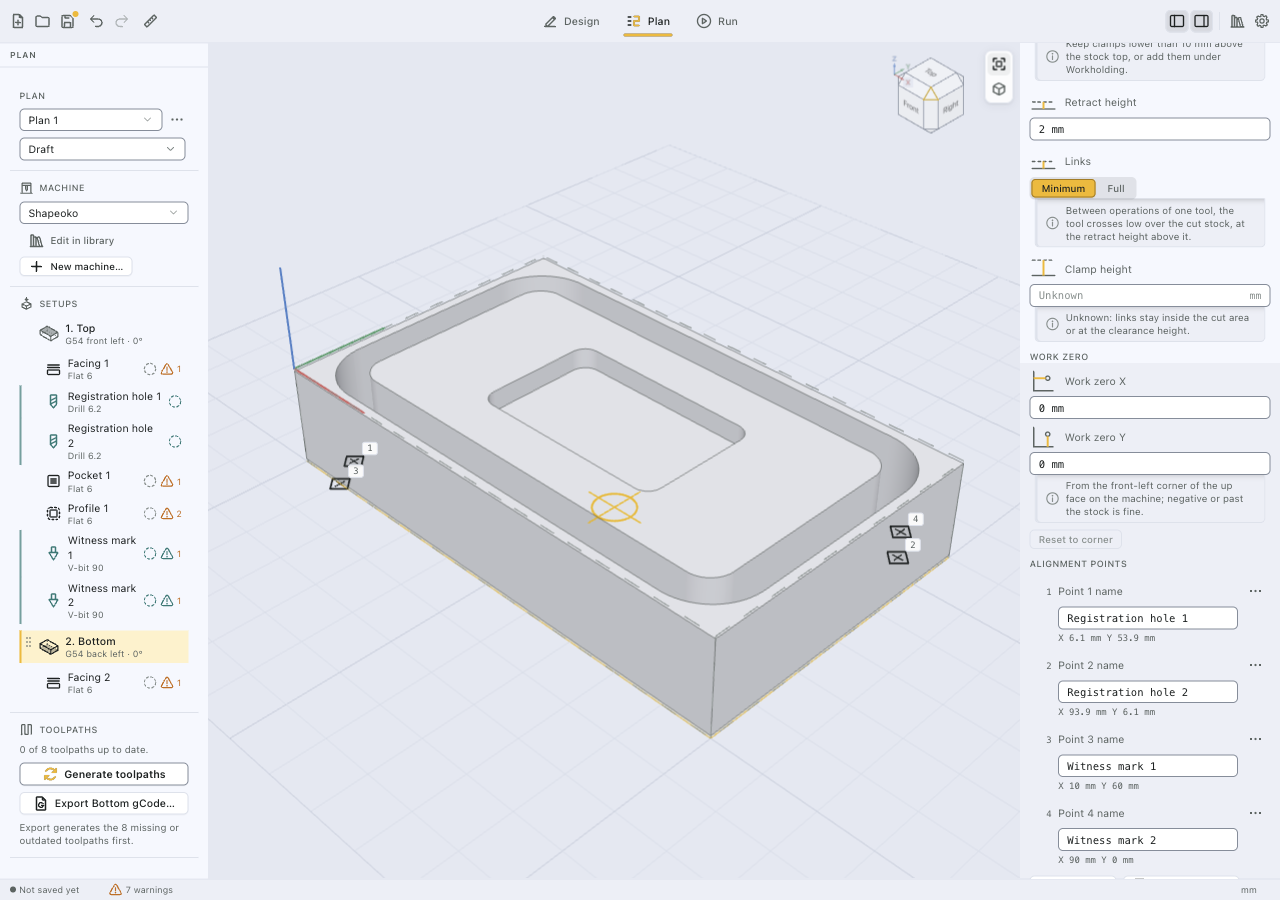 Design
Plan
Run
PLAN
PLAN
Plan 1
Draft
MACHINE
Shapeoko
Edit in library
New machine...
SETUPS
1. Top
G54 front left · 0°
Facing 1
Flat 6
1
Registration hole 1
Drill 6.2
Registration hole
2
Drill 6.2
Pocket 1
Flat 6
1
Profile 1
Flat 6
2
Witness mark
1
V-bit 90
1
Witness mark
2
V-bit 90
1
2. Bottom
G54 back left · 0°
Facing 2
Flat 6
1
TOOLPATHS
0 of 8 toolpaths up to date.
Generate toolpaths
Export Bottom gCode...
Export generates the 8 missing or
outdated toolpaths first.
Not saved yet
7 warnings
Z
Y
X
Top
Front
Right
1
3
4
2
Keep clamps lower than 10 mm above
the stock top, or add them under
Workholding.
Retract height
2 mm
Links
Minimum
Full
Between operations of one tool, the
tool crosses low over the cut stock, at
the retract height above it.
Clamp height
Unknown mm
Unknown: links stay inside the cut area
or at the clearance height.
WORK ZERO
Work zero X
0 mm
Work zero Y
0 mm
From the front-left corner of the up
face on the machine; negative or past
the stock is fine.
Reset to corner
ALIGNMENT POINTS
1 Point 1 name
Registration hole 1
X 6.1 mm Y 53.9 mm
2 Point 2 name
Registration hole 2
X 93.9 mm Y 6.1 mm
3 Point 3 name
Witness mark 1
X 10 mm Y 60 mm
4 Point 4 name
Witness mark 2
X 90 mm Y 0 mm
mm